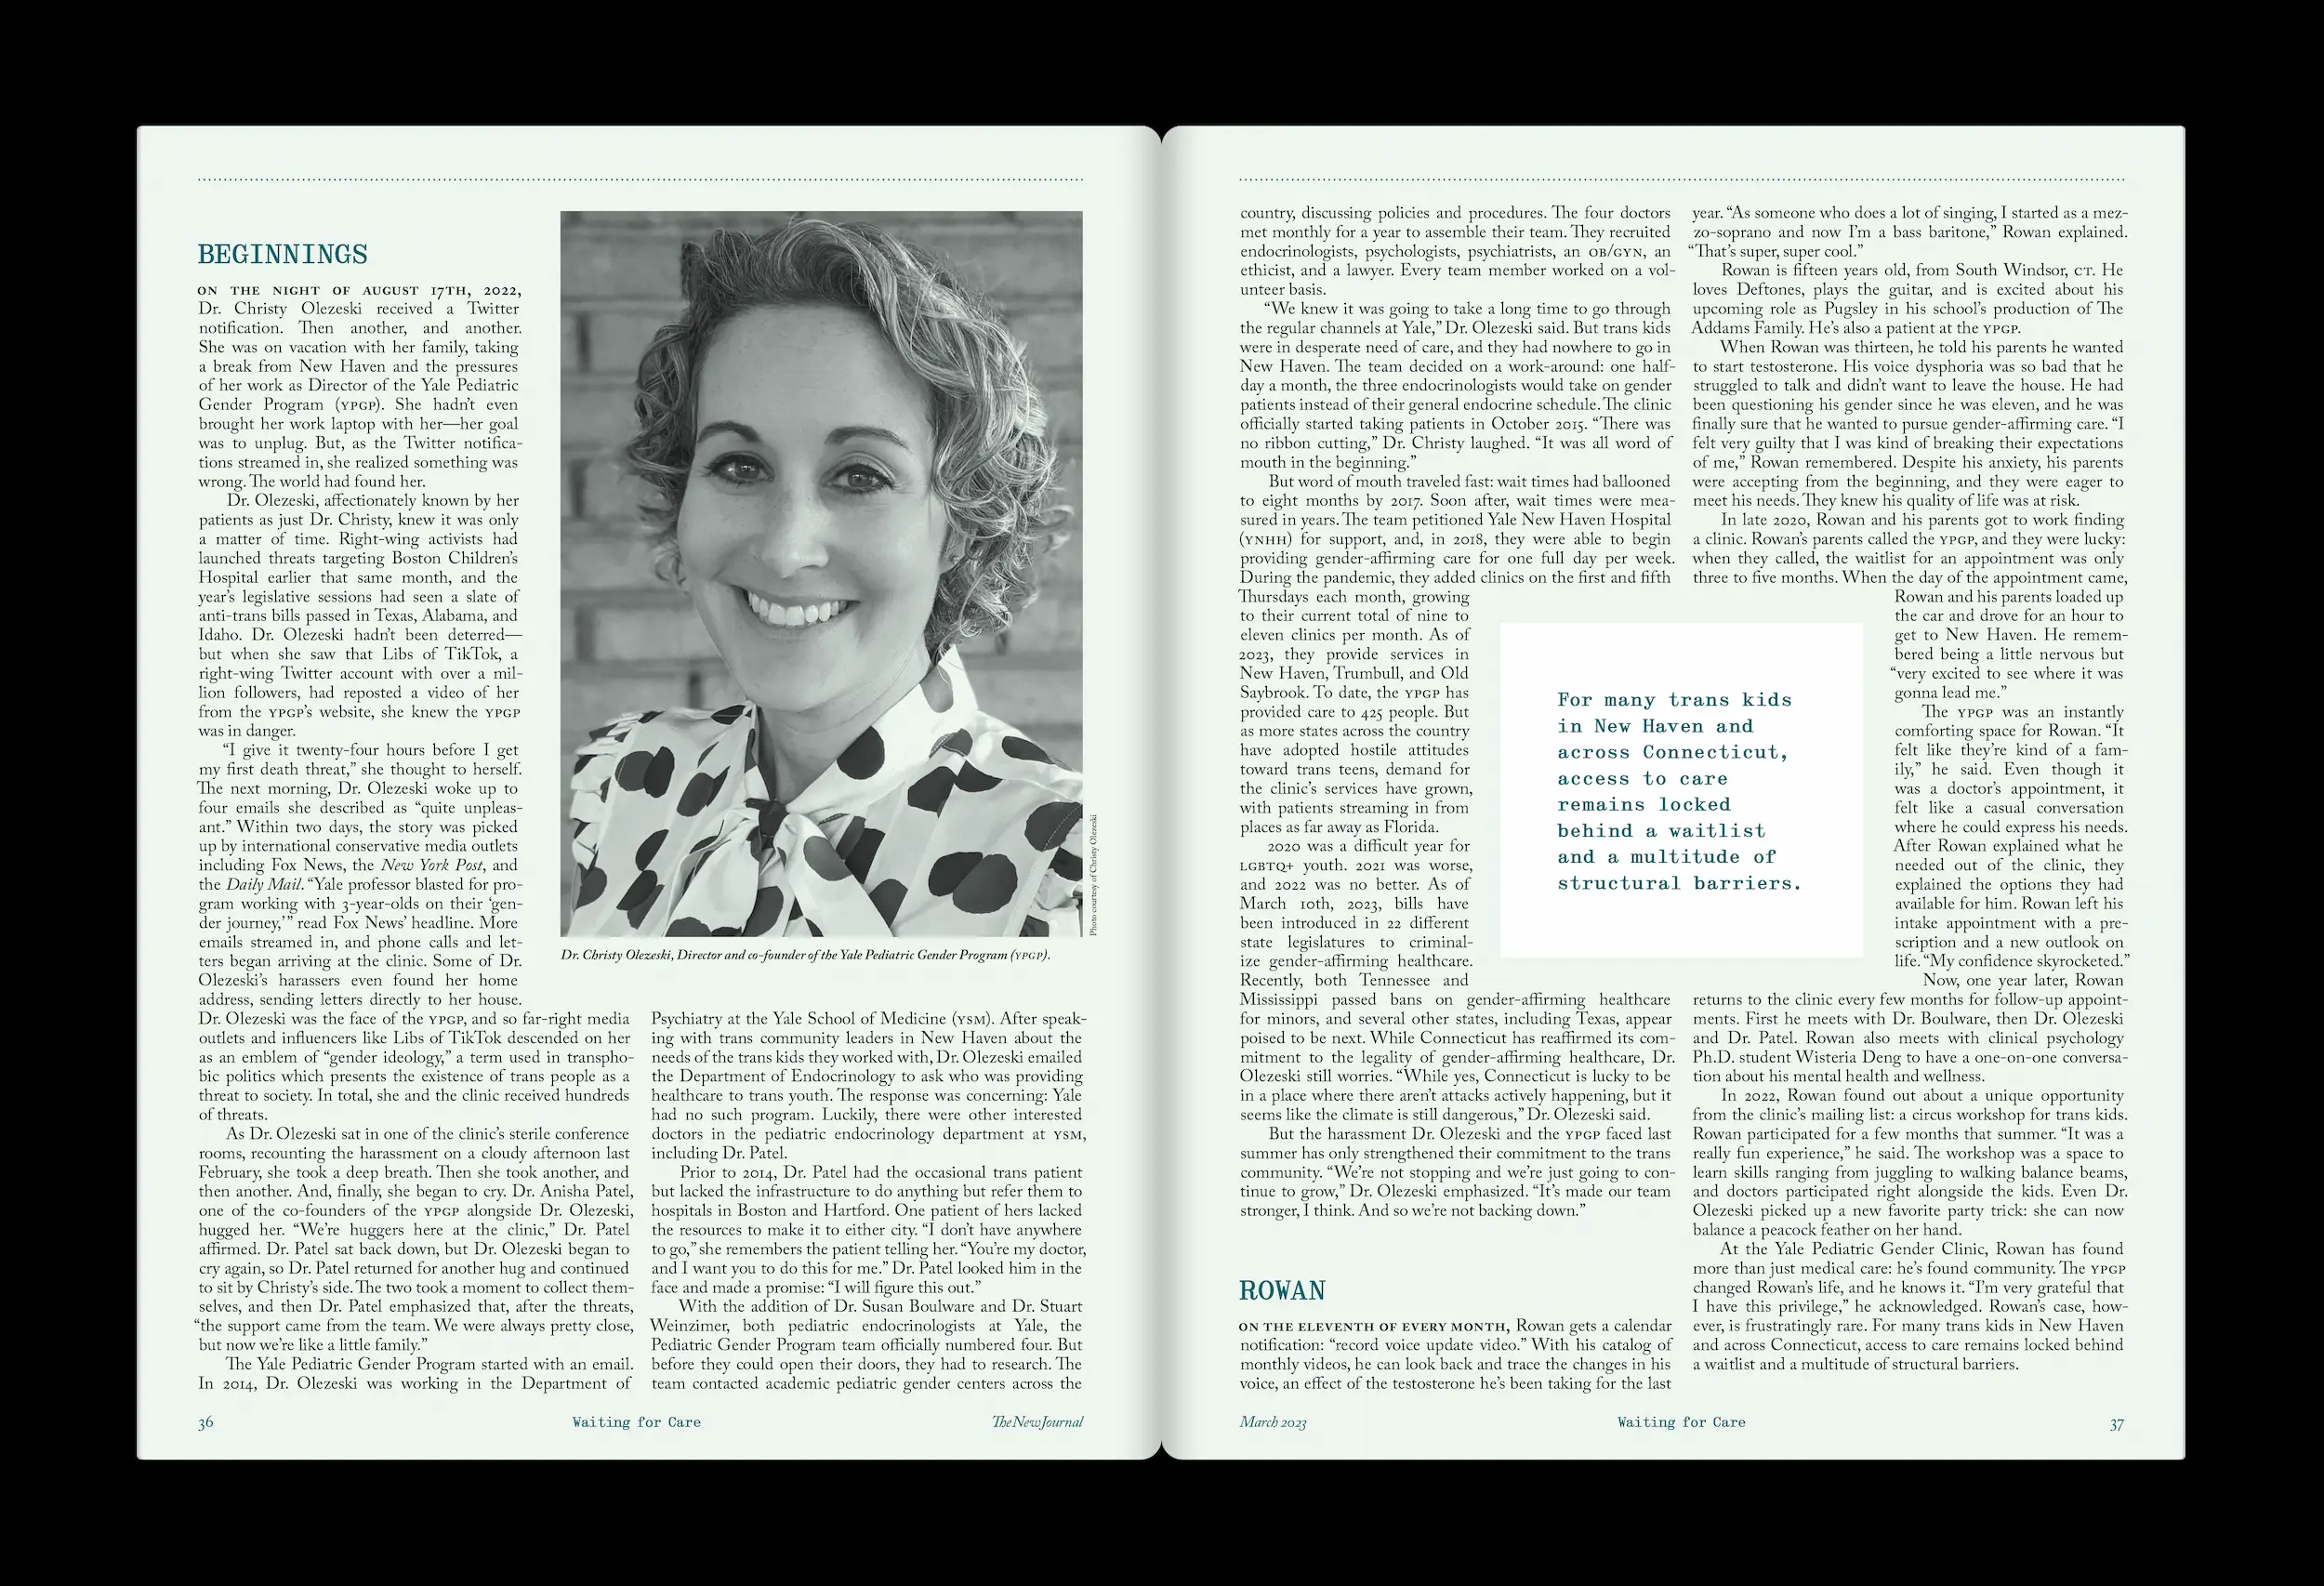 BEGINNINGS
ON THE NIGHT OF AUGUST 17TH, 2022,
Dr. Christy Olezeski received a Twitter
notification. Then another, and another.
She was on vacation with her family, taking
a break from New Haven and the pressures
of her work as Director of the Yale Pediatric
Gender Program (YPGP). She hadn't even
brought her work laptop with her—her goal
was to unplug. But, as the Twitter notifica-
tions streamed in, she realized something was
wrong. The world had found her.
Dr. Olezeski, affectionately known by her
patients as just Dr. Christy, knew it was only
a matter of time. Right-wing activists had
launched threats targeting Boston Children's
Hospital earlier that same month, and the
year's legislative sessions had seen a slate of
anti-trans bills passed in Texas, Alabama, and
Idaho. Dr. Olezeski hadn't been deterred—
but when she saw that Libs of TikTok, a
right-wing Twitter account with over a mil-
lion followers, had reposted a video of her
from the YPGP's website, she knew the YPGP
was in danger.
“I give it twenty-four hours before I get
my first death threat,” she thought to herself.
The next morning, Dr. Olezeski woke up to
four emails she described as “quite unpleas-
ant.” Within two days, the story was picked
up by international conservative media outlets
including Fox News, the New York Post, and
the Daily Mail. “Yale professor blasted for pro-
gram working with 3-year-olds on their ‘gen-
der journey,’” read Fox News' headline. More
emails streamed in, and phone calls and let-
ters began arriving at the clinic. Some of Dr.
Olezeski's harassers even found her home
address, sending letters directly to her house.
Dr. Olezeski was the face of the YPGP, and so far-right media
outlets and influencers like Libs of TikTok descended on her
as an emblem of “gender ideology,” a term used in transpho-
bic politics which presents the existence of trans people as a
threat to society. In total, she and the clinic received hundreds
of threats.
As Dr. Olezeski sat in one of the clinic's sterile conference
rooms, recounting the harassment on a cloudy afternoon last
February, she took a deep breath. Then she took another, and
then another. And, finally, she began to cry. Dr. Anisha Patel,
one of the co-founders of the YPGP alongside Dr. Olezeski,
hugged her. “We're huggers here at the clinic,” Dr. Patel
affirmed. Dr. Patel sat back down, but Dr. Olezeski began to
cry again, so Dr. Patel returned for another hug and continued
to sit by Christy's side. The two took a moment to collect them-
selves, and then Dr. Patel emphasized that, after the threats,
“the support came from the team. We were always pretty close,
but now we're like a little family.”
The Yale Pediatric Gender Program started with an email.
In 2014, Dr. Olezeski was working in the Department of
Photo courtesy of Christy Olezeski
Dr. Christy Olezeski, Director and co-founder of the Yale Pediatric Gender Program (YPGP).
Psychiatry at the Yale School of Medicine (YSM). After speak-
ing with trans community leaders in New Haven about the
needs of the trans kids they worked with, Dr. Olezeski emailed
the Department of Endocrinology to ask who was providing
healthcare to trans youth. The response was concerning: Yale
had no such program. Luckily, there were other interested
doctors in the pediatric endocrinology department at YSM,
including Dr. Patel.
Prior to 2014, Dr. Patel had the occasional trans patient
but lacked the infrastructure to do anything but refer them to
hospitals in Boston and Hartford. One patient of hers lacked
the resources to make it to either city. “I don't have anywhere
to go,” she remembers the patient telling her. “You're my doctor,
and I want you to do this for me.” Dr. Patel looked him in the
face and made a promise: “I will figure this out.”
With the addition of Dr. Susan Boulware and Dr. Stuart
Weinzimer, both pediatric endocrinologists at Yale, the
Pediatric Gender Program team officially numbered four. But
before they could open their doors, they had to research. The
team contacted academic pediatric gender centers across the
36
Waiting for Care
The New Journal
country, discussing policies and procedures. The four doctors
met monthly for a year to assemble their team. They recruited
endocrinologists, psychologists, psychiatrists, an OB/GYN, an
ethicist, and a lawyer. Every team member worked on a vol-
unteer basis.
“We knew it was going to take a long time to go through
the regular channels at Yale,” Dr. Olezeski said. But trans kids
were in desperate need of care, and they had nowhere to go in
New Haven. The team decided on a work-around: one half-
day a month, the three endocrinologists would take on gender
patients instead of their general endocrine schedule. The clinic
officially started taking patients in October 2015. “There was
no ribbon cutting,” Dr. Christy laughed. “It was all word of
mouth in the beginning.”
But word of mouth traveled fast: wait times had ballooned
to eight months by 2017. Soon after, wait times were mea-
sured in years. The team petitioned Yale New Haven Hospital
(YNHH) for support, and, in 2018, they were able to begin
providing gender-affirming care for one full day per week.
During the pandemic, they added clinics on the first and fifth
Thursdays each month, growing
to their current total of nine to
eleven clinics per month. As of
2023, they provide services in
New Haven, Trumbull, and Old
Saybrook. To date, the YPGP has
provided care to 425 people. But
as more states across the country
have adopted hostile attitudes
toward trans teens, demand for
the clinic's services have grown,
with patients streaming in from
places as far away as Florida.
2020 was a difficult year for
LGBTQ+ youth. 2021 was worse,
and 2022 was no better. As of
March 10th, 2023, bills have
been introduced in 22 different
state legislatures to criminal-
ize gender-affirming healthcare.
Recently, both Tennessee and
Mississippi passed bans on gender-affirming healthcare
for minors, and several other states, including Texas, appear
poised to be next. While Connecticut has reaffirmed its com-
mitment to the legality of gender-affirming healthcare, Dr.
Olezeski still worries. “While yes, Connecticut is lucky to be
in a place where there aren't attacks actively happening, but it
seems like the climate is still dangerous,” Dr. Olezeski said.
But the harassment Dr. Olezeski and the YPGP faced last
summer has only strengthened their commitment to the trans
community. “We're not stopping and we're just going to con-
tinue to grow,” Dr. Olezeski emphasized. “It's made our team
stronger, I think. And so we're not backing down.”
ROWAN
ON THE ELEVENTH OF EVERY MONTH, Rowan gets a calendar
notification: “record voice update video.” With his catalog of
monthly videos, he can look back and trace the changes in his
voice, an effect of the testosterone he's been taking for the last
For many trans kids
in New Haven and
across Connecticut,
access to care
remains locked
behind a waitlist
and a multitude of
structural barriers.
year. “As someone who does a lot of singing, I started as a mez-
zo-soprano and now I'm a bass baritone,” Rowan explained.
“That's super, super cool.”
Rowan is fifteen years old, from South Windsor, CT. He
loves Deftones, plays the guitar, and is excited about his
upcoming role as Pugsley in his school's production of The
Addams Family. He's also a patient at the YPGP.
When Rowan was thirteen, he told his parents he wanted
to start testosterone. His voice dysphoria was so bad that he
struggled to talk and didn't want to leave the house. He had
been questioning his gender since he was eleven, and he was
finally sure that he wanted to pursue gender-affirming care. “I
felt very guilty that I was kind of breaking their expectations
of me,” Rowan remembered. Despite his anxiety, his parents
were accepting from the beginning, and they were eager to
meet his needs. They knew his quality of life was at risk.
In late 2020, Rowan and his parents got to work finding
a clinic. Rowan's parents called the YPGP, and they were lucky:
when they called, the waitlist for an appointment was only
three to five months. When the day of the appointment came,
Rowan and his parents loaded up
the car and drove for an hour to
get to New Haven. He remem-
bered being a little nervous but
“very excited to see where it was
gonna lead me.”
The YPGP was an instantly
comforting space for Rowan. “It
felt like they're kind of a fam-
ily,” he said. Even though it
was a doctor's appointment, it
felt like a casual conversation
where he could express his needs.
After Rowan explained what he
needed out of the clinic, they
explained the options they had
available for him. Rowan left his
intake appointment with a pre-
scription and a new outlook on
life. “My confidence skyrocketed.”
Now, one year later, Rowan
returns to the clinic every few months for follow-up appoint-
ments. First he meets with Dr. Boulware, then Dr. Olezeski
and Dr. Patel. Rowan also meets with clinical psychology
Ph.D. student Wisteria Deng to have a one-on-one conversa-
tion about his mental health and wellness.
In 2022, Rowan found out about a unique opportunity
from the clinic's mailing list: a circus workshop for trans kids.
Rowan participated for a few months that summer. “It was a
really fun experience,” he said. The workshop was a space to
learn skills ranging from juggling to walking balance beams,
and doctors participated right alongside the kids. Even Dr.
Olezeski picked up a new favorite party trick: she can now
balance a peacock feather on her hand.
At the Yale Pediatric Gender Clinic, Rowan has found
more than just medical care: he's found community. The YPGP
changed Rowan's life, and he knows it. “I'm very grateful that
I have this privilege,” he acknowledged. Rowan's case, how-
ever, is frustratingly rare. For many trans kids in New Haven
and across Connecticut, access to care remains locked behind
a waitlist and a multitude of structural barriers.
March 2023
Waiting for Care
37